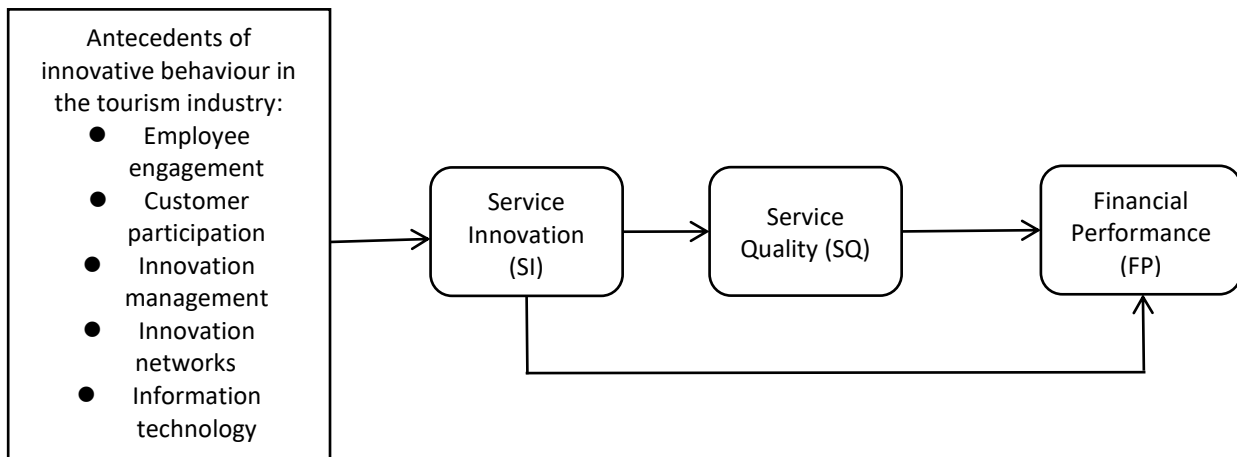 Antecedents of
innovative behaviour in
the tourism industry:
● Employee
engagement
● Customer
participation
● Innovation
management
● Innovation
networks
● Information
technology
Service
Innovation
(SI)
Service
Quality (SQ)
Financial
Performance
(FP)